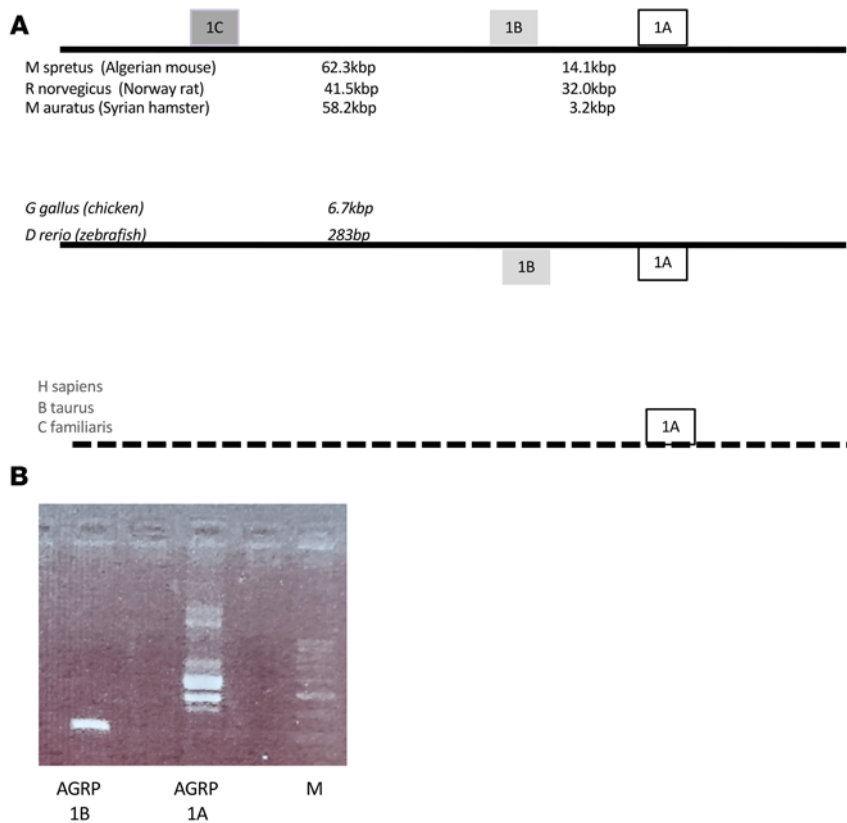 A
1C 1B 1A
M spretus (Algerian mouse) 62.3kbp 14.1kbp
R norvegicus (Norway rat) 41.5kbp 32.0kbp
M auratus (Syrian hamster) 58.2kbp 3.2kbp
G gallus (chicken) 6.7kbp
D rerio (zebrafish) 283bp
1B 1A
H sapiens
B taurus
C familiaris
1A
B
AGRP AGRP M
1B 1A